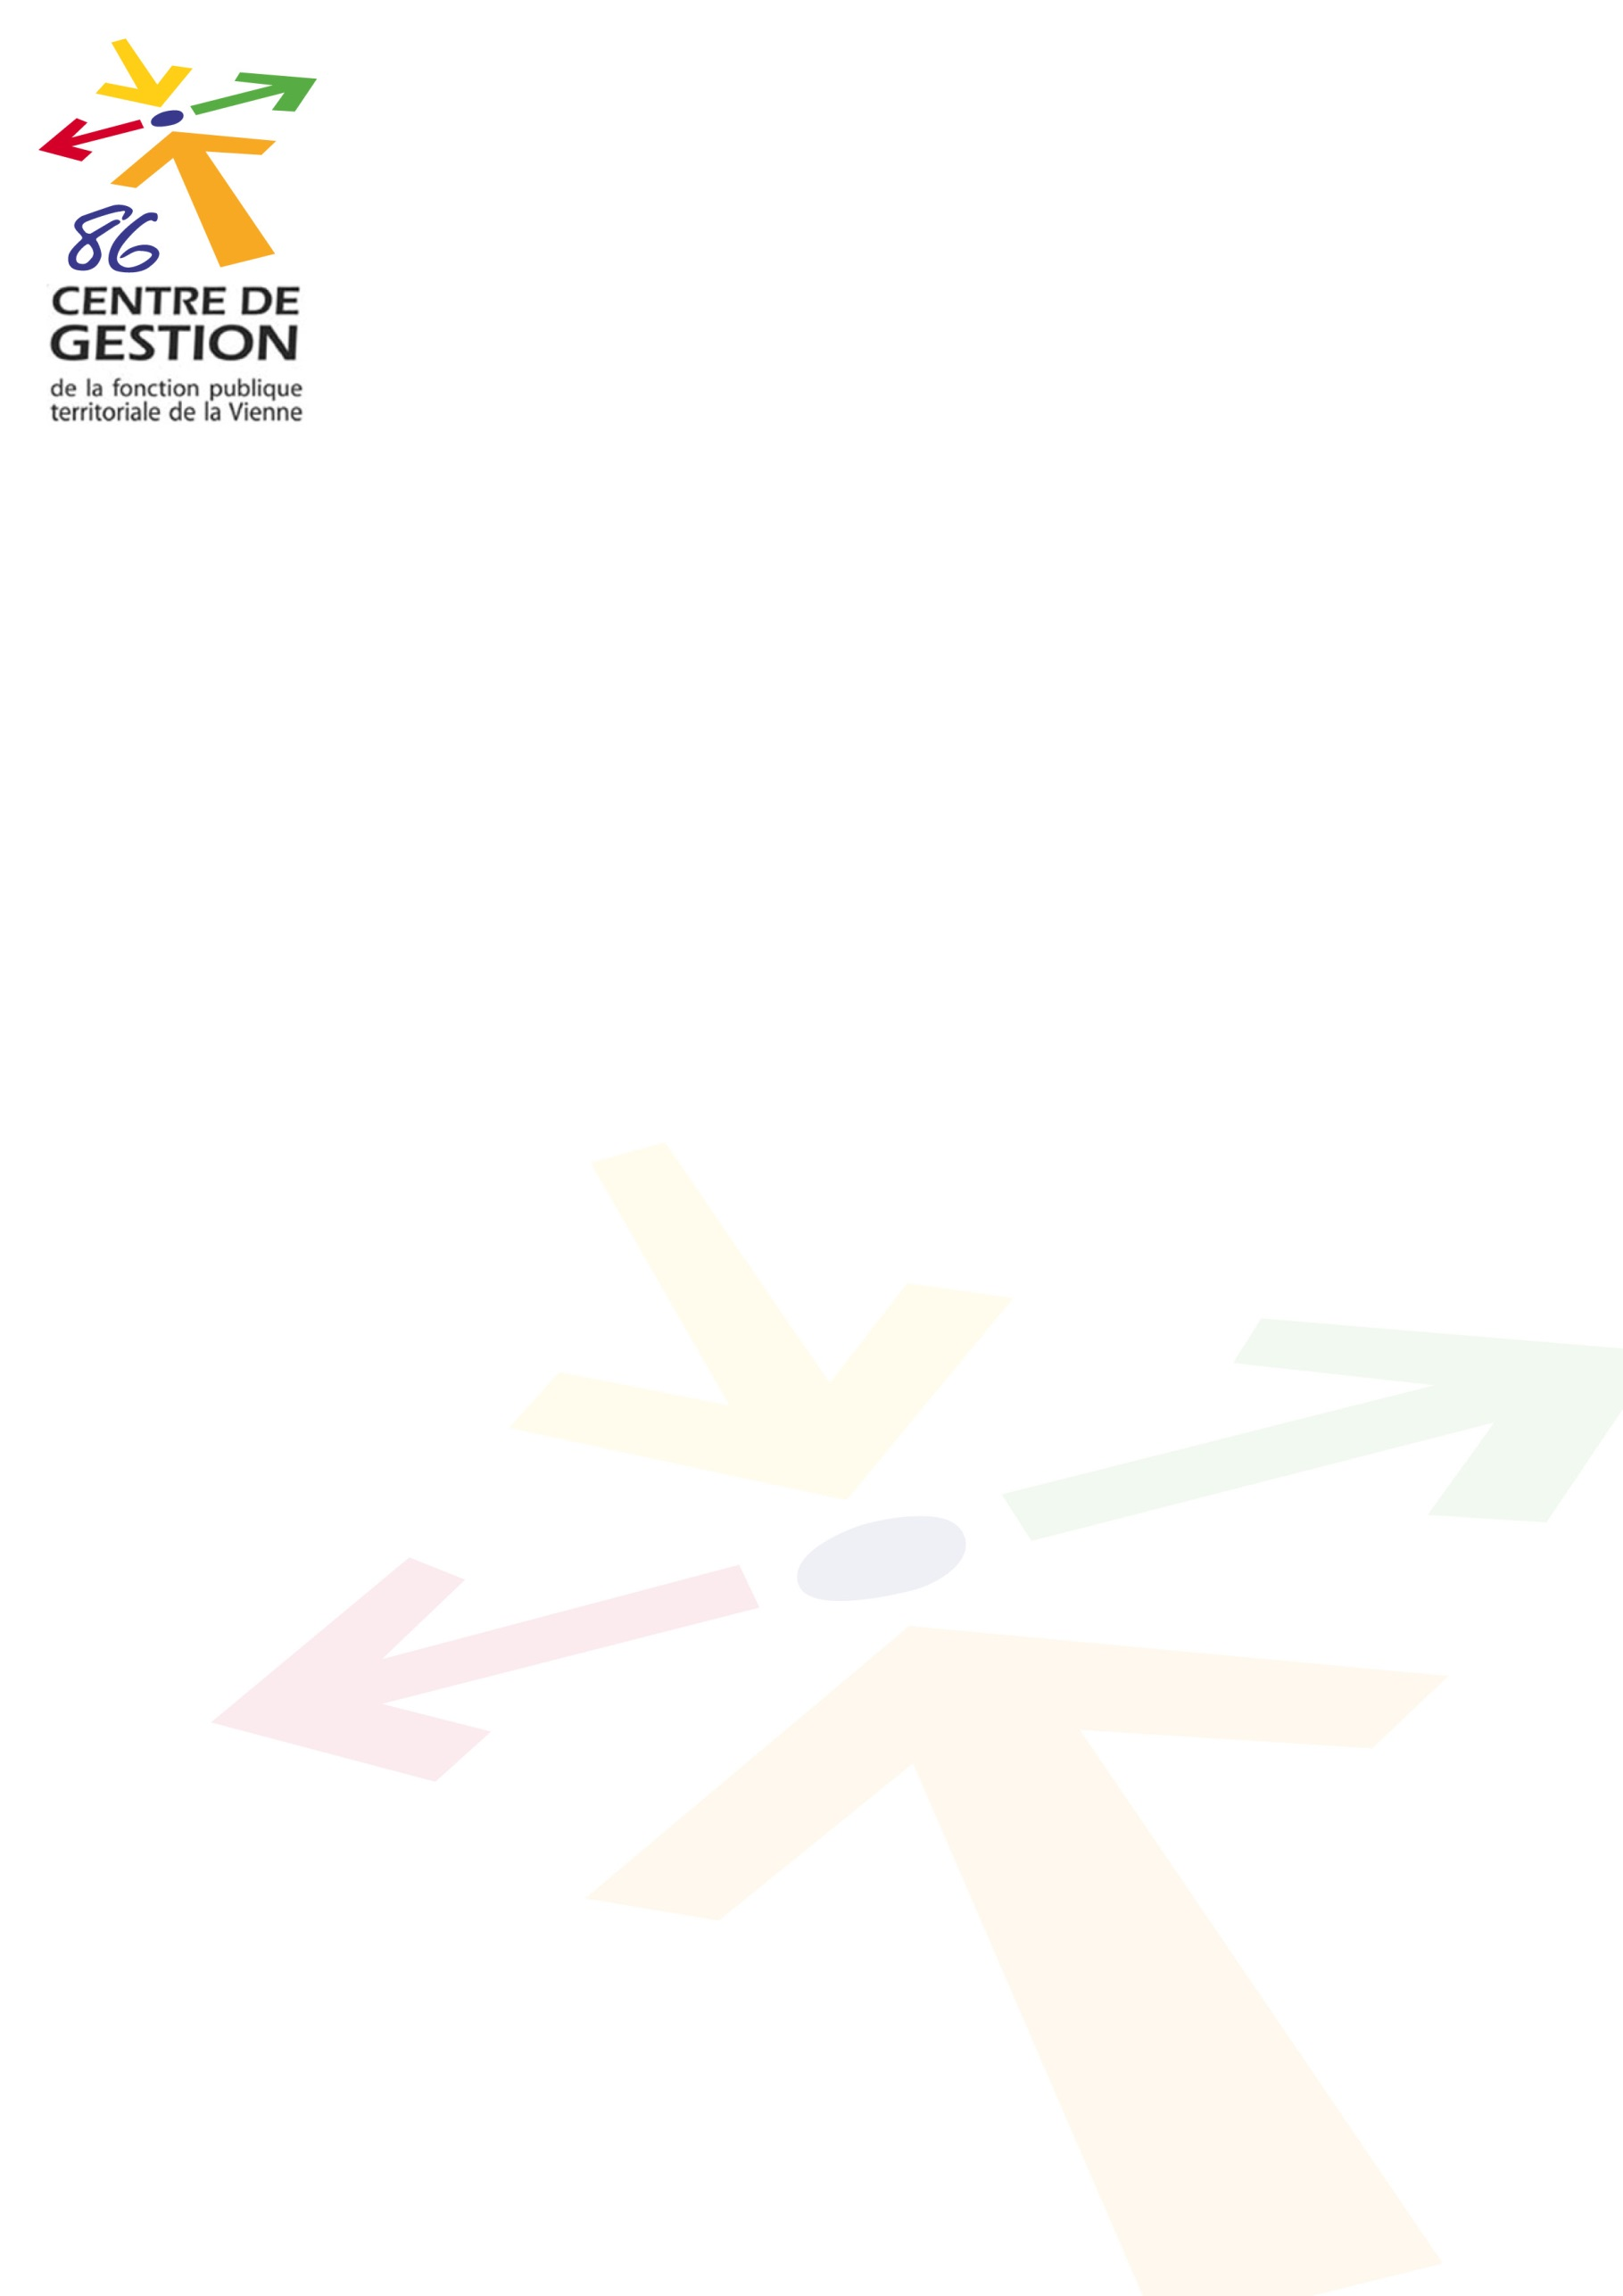 86
CENTRE DE
GESTION
de la fonction publique
territoriale de la Vienne